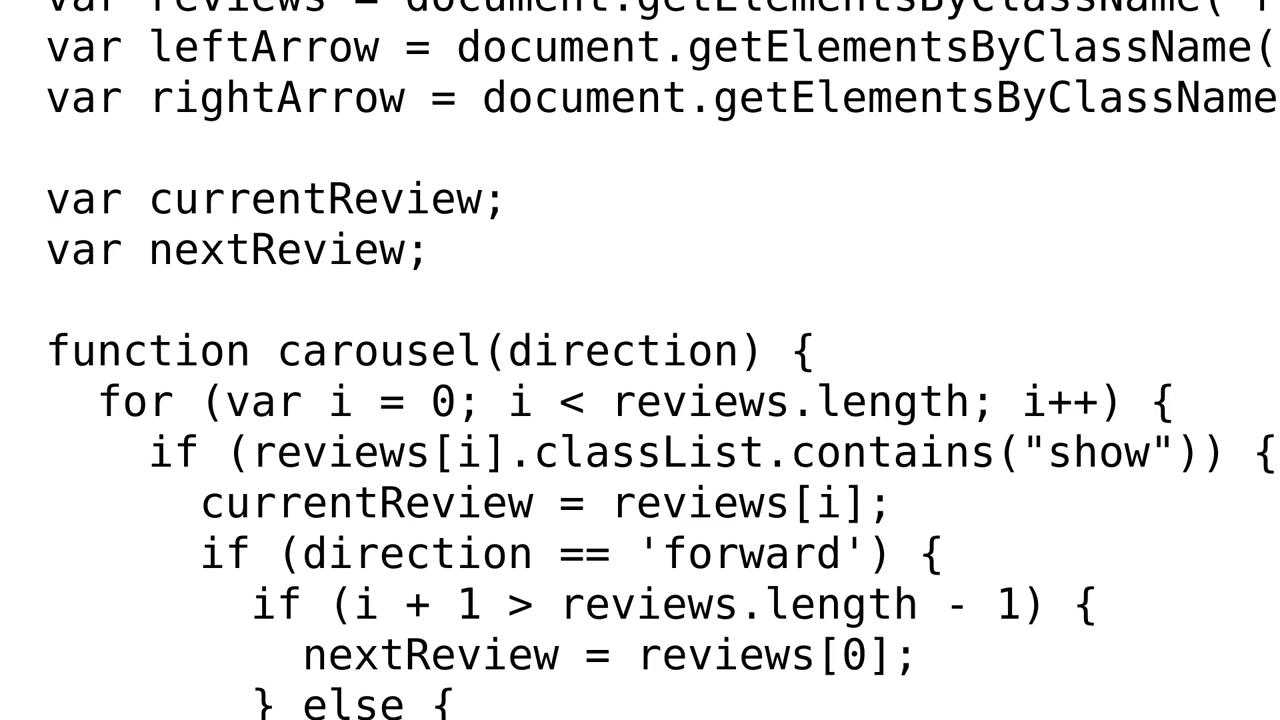 var reviews = document.getElementsByClassName(
var leftArrow = document.getElementsByClassName(
var rightArrow = document.getElementsByClassName
var currentReview;
var nextReview;
function carousel(direction) {
  for (var i = 0; i < reviews.length; i++) {
    if (reviews[i].classList.contains("show")) {
      currentReview = reviews[i];
      if (direction == 'forward') {
        if (i + 1 > reviews.length - 1) {
          nextReview = reviews[0];
        } else {